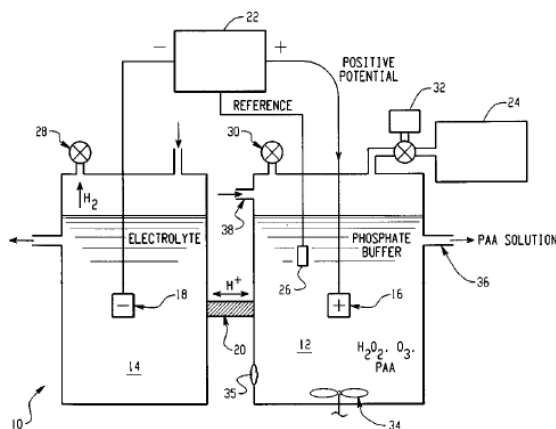 22
−
+
POSITIVE
POTENTIAL
32
24
REFERENCE
28
30
H2
38
ELECTROLYTE
PHOSPHATE
BUFFER
PAA SOLUTION
26
36
H+
−
18
+
16
20
12
H2O2, O3,
PAA
14
35
10
34